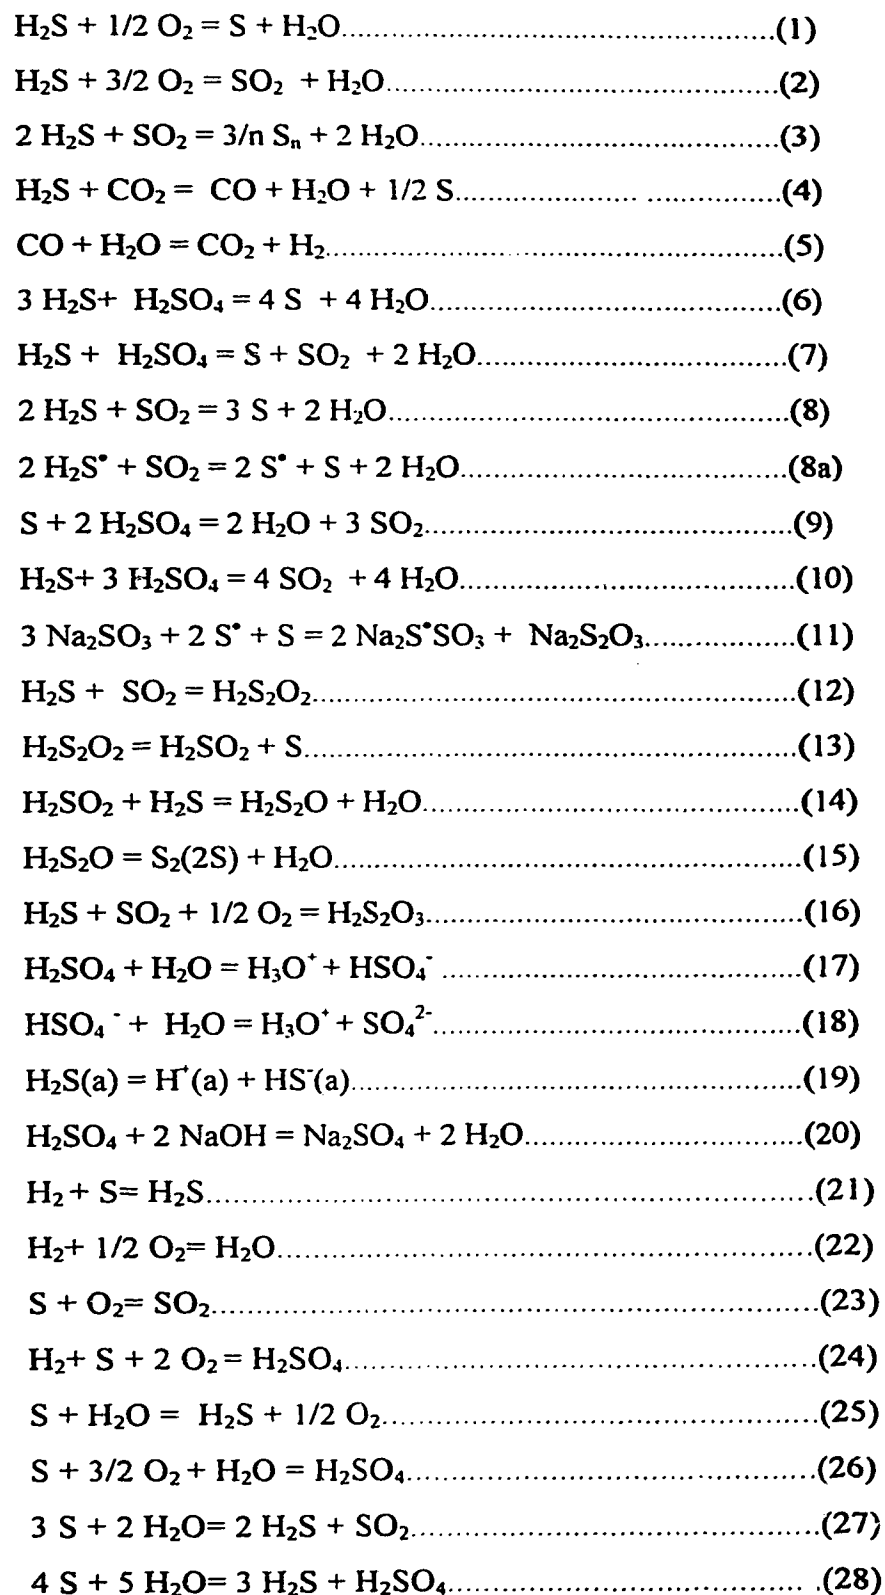 H₂S + 1/2 O₂ = S + H₂O..........(1)
H₂S + 3/2 O₂ = SO₂ + H₂O..........(2)
2 H₂S + SO₂ = 3/n Sₙ + 2 H₂O..........(3)
H₂S + CO₂ = CO + H₂O + 1/2 S..........(4)
CO + H₂O = CO₂ + H₂..........(5)
3 H₂S+ H₂SO₄ = 4 S + 4 H₂O..........(6)
H₂S + H₂SO₄ = S + SO₂ + 2 H₂O..........(7)
2 H₂S + SO₂ = 3 S + 2 H₂O..........(8)
2 H₂S• + SO₂ = 2 S• + S + 2 H₂O..........(8a)
S + 2 H₂SO₄ = 2 H₂O + 3 SO₂..........(9)
H₂S+ 3 H₂SO₄ = 4 SO₂ + 4 H₂O..........(10)
3 Na₂SO₃ + 2 S• + S = 2 Na₂S•SO₃ + Na₂S₂O₃..........(11)
H₂S + SO₂ = H₂S₂O₂..........(12)
H₂S₂O₂ = H₂SO₂ + S..........(13)
H₂SO₂ + H₂S = H₂S₂O + H₂O..........(14)
H₂S₂O = S₂(2S) + H₂O..........(15)
H₂S + SO₂ + 1/2 O₂ = H₂S₂O₃..........(16)
H₂SO₄ + H₂O = H₃O⁺ + HSO₄⁻..........(17)
HSO₄⁻ + H₂O = H₃O⁺ + SO₄²⁻..........(18)
H₂S(a) = H⁺(a) + HS⁻(a)..........(19)
H₂SO₄ + 2 NaOH = Na₂SO₄ + 2 H₂O..........(20)
H₂ + S= H₂S..........(21)
H₂+ 1/2 O₂= H₂O..........(22)
S + O₂= SO₂..........(23)
H₂+ S + 2 O₂ = H₂SO₄..........(24)
S + H₂O = H₂S + 1/2 O₂..........(25)
S + 3/2 O₂ + H₂O = H₂SO₄..........(26)
3 S + 2 H₂O= 2 H₂S + SO₂..........(27)
4 S + 5 H₂O= 3 H₂S + H₂SO₄..........(28)